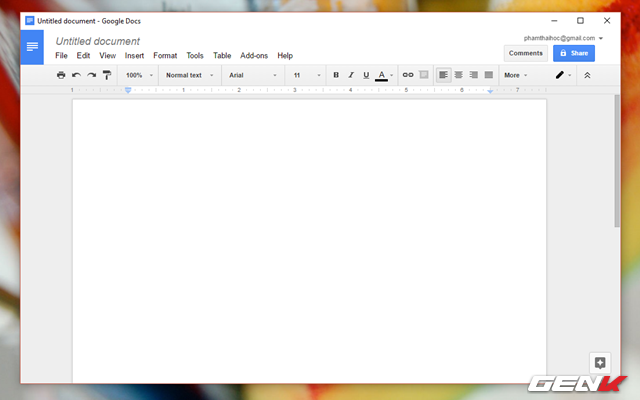 Untitled document - Google Docs
Untitled document
phamthaihoc@gmail.com
File Edit View Insert Format Tools Table Add-ons Help
Comments Share
100% Normal text Arial 11 B I U A More
1 1 2 3 4 5 6 7
GENK